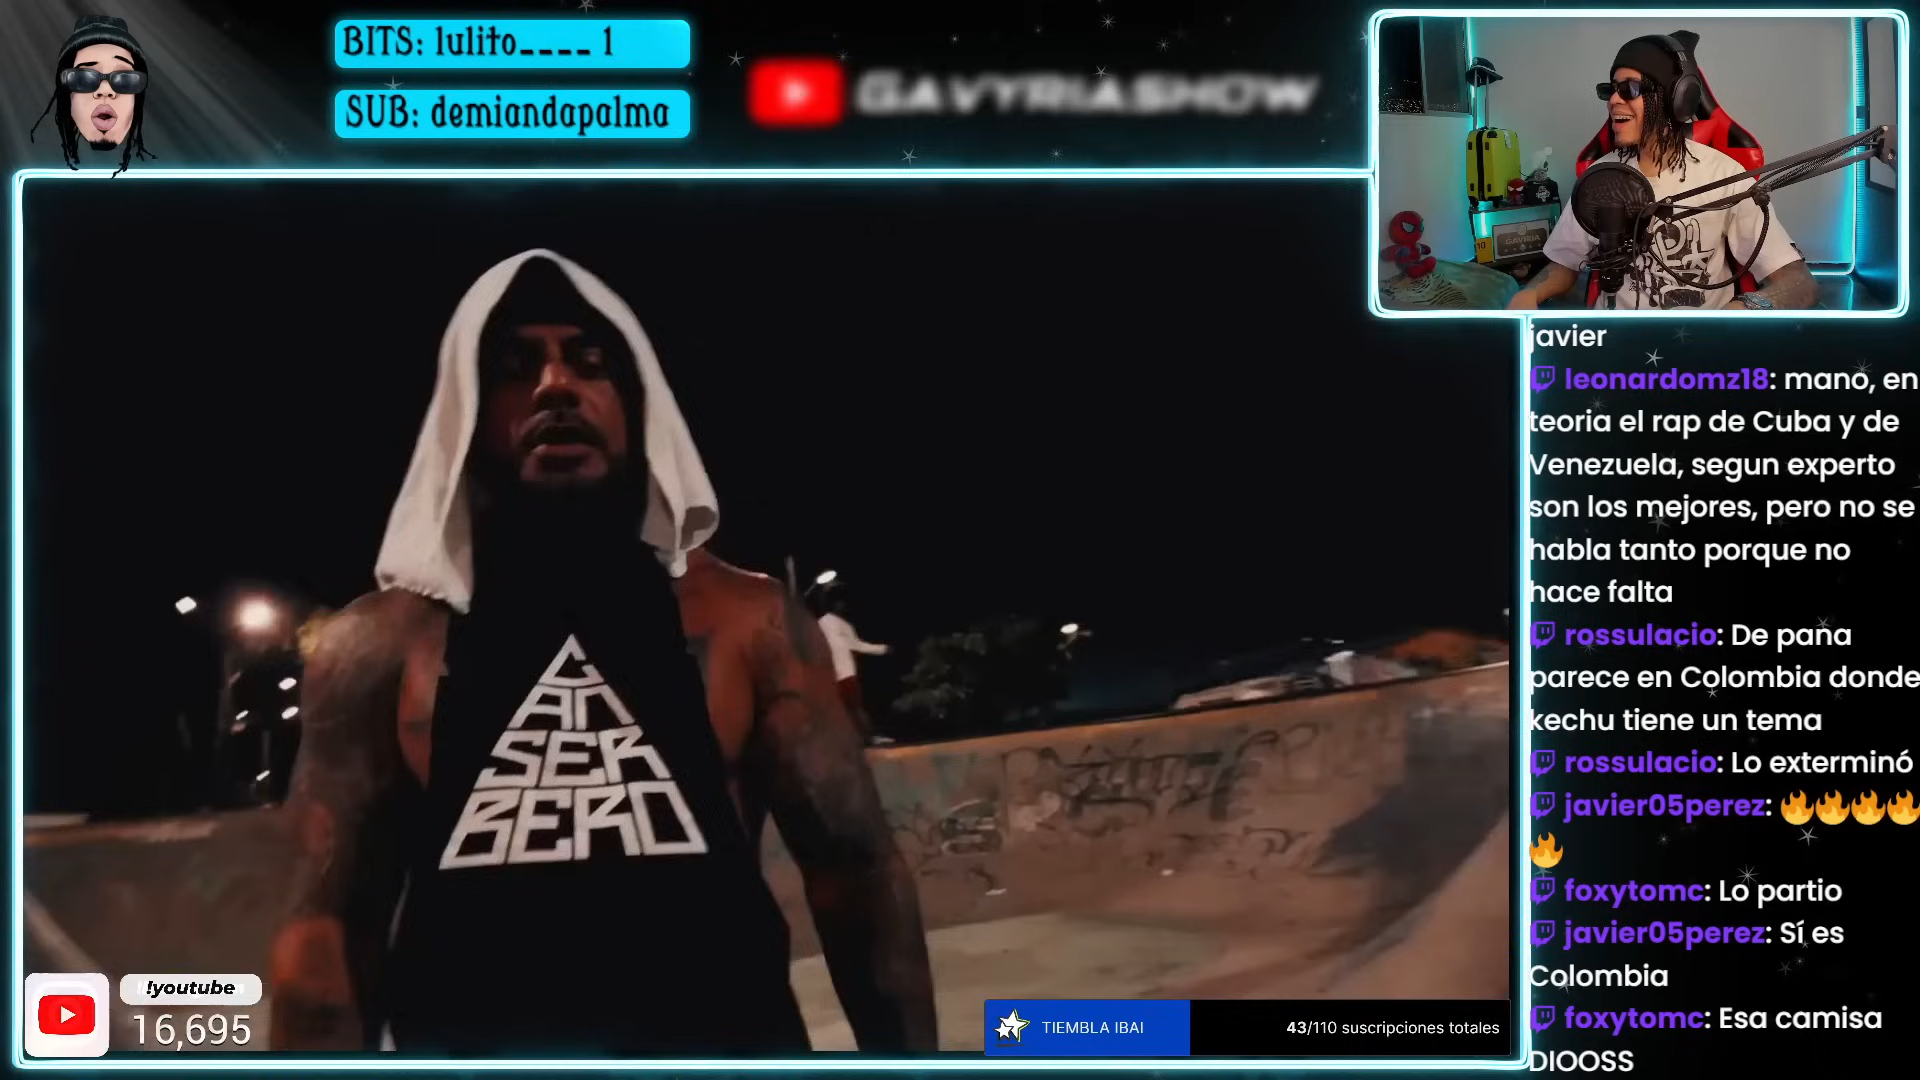 BITS: lulito____ 1
SUB: demiandapalma
GAVYRIASHOW
GAVIRIA
javier
leonardomz18: mano, en
teoria el rap de Cuba y de
Venezuela, segun experto
son los mejores, pero no se
habla tanto porque no
hace falta
rossulacio: De pana
parece en Colombia donde
kechu tiene un tema
rossulacio: Lo exterminó
javier05perez: 🔥🔥🔥🔥
🔥
foxytomc: Lo partio
javier05perez: Sí es
Colombia
foxytomc: Esa camisa
DIOOSS
C
AN
SER
BERO
!youtube
16,695
TIEMBLA IBAI
43/110 suscripciones totales